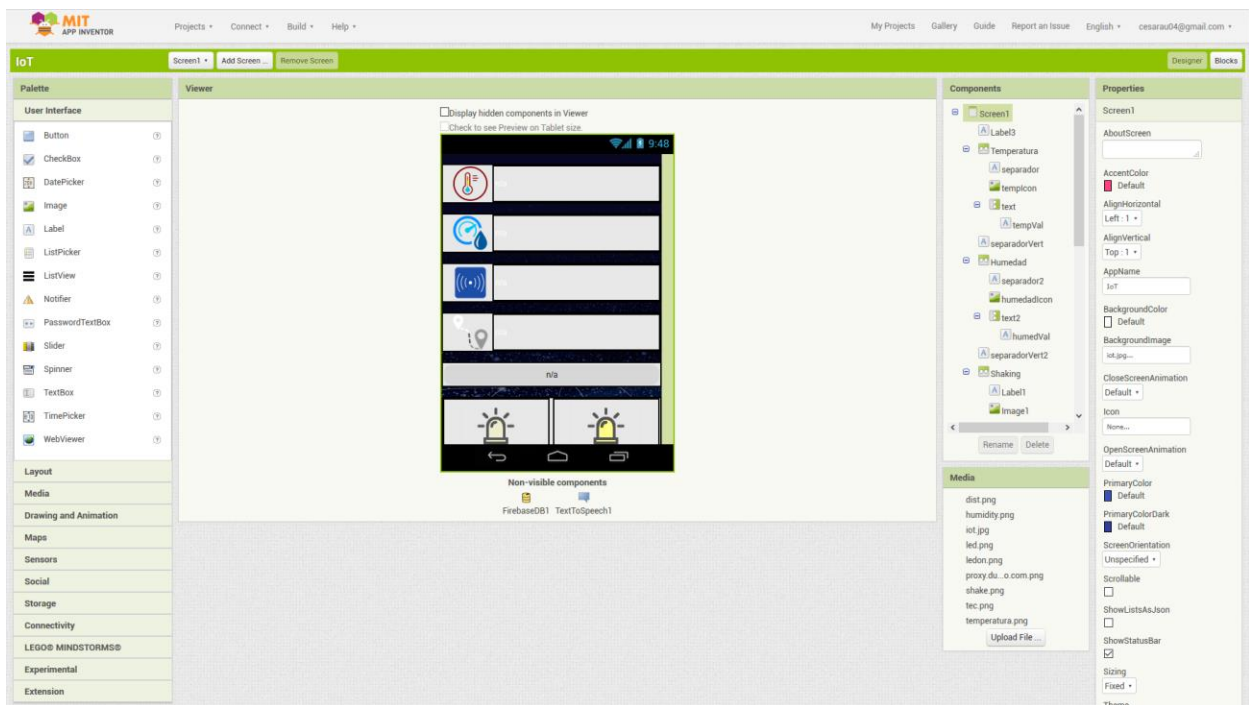 MIT
APP INVENTOR
Projects
Connect
Build
Help
My Projects
Gallery
Guide
Report an Issue
English
cesarau04@gmail.com
IoT
Screen1
Add Screen ...
Remove Screen
Designer
Blocks
Palette
User Interface
Button
CheckBox
DatePicker
Image
Label
ListPicker
ListView
Notifier
PasswordTextBox
Slider
Spinner
TextBox
TimePicker
WebViewer
Layout
Media
Drawing and Animation
Maps
Sensors
Social
Storage
Connectivity
LEGO® MINDSTORMS®
Experimental
Extension
Viewer
Display hidden components in Viewer
Check to see Preview on Tablet size.
9:48
n/a
Non-visible components
FirebaseDB1 TextToSpeech1
Components
Screen1
Label3
Temperatura
separador
tempIcon
text
tempVal
separadorVert
Humedad
separador2
humedadIcon
text2
humedVal
separadorVert2
Shaking
Label1
Image1
Rename
Delete
Media
dist.png
humidity.png
iot.jpg
led.png
ledon.png
proxy.du...o.com.png
shake.png
tec.png
temperatura.png
Upload File ...
Properties
Screen1
AboutScreen
AccentColor
Default
AlignHorizontal
Left : 1
AlignVertical
Top : 1
AppName
IoT
BackgroundColor
Default
BackgroundImage
iot.jpg...
CloseScreenAnimation
Default
Icon
None...
OpenScreenAnimation
Default
PrimaryColor
Default
PrimaryColorDark
Default
ScreenOrientation
Unspecified
Scrollable
ShowListsAsJson
ShowStatusBar
Sizing
Fixed
Theme